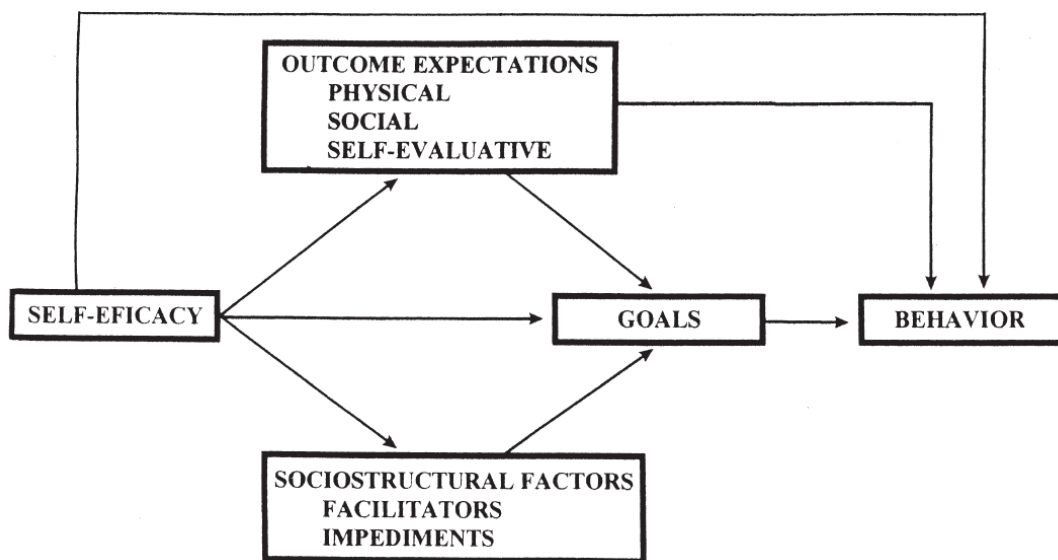 OUTCOME EXPECTATIONS
PHYSICAL
SOCIAL
SELF-EVALUATIVE
SELF-EFICACY
GOALS
BEHAVIOR
SOCIOSTRUCTURAL FACTORS
FACILITATORS
IMPEDIMENTS